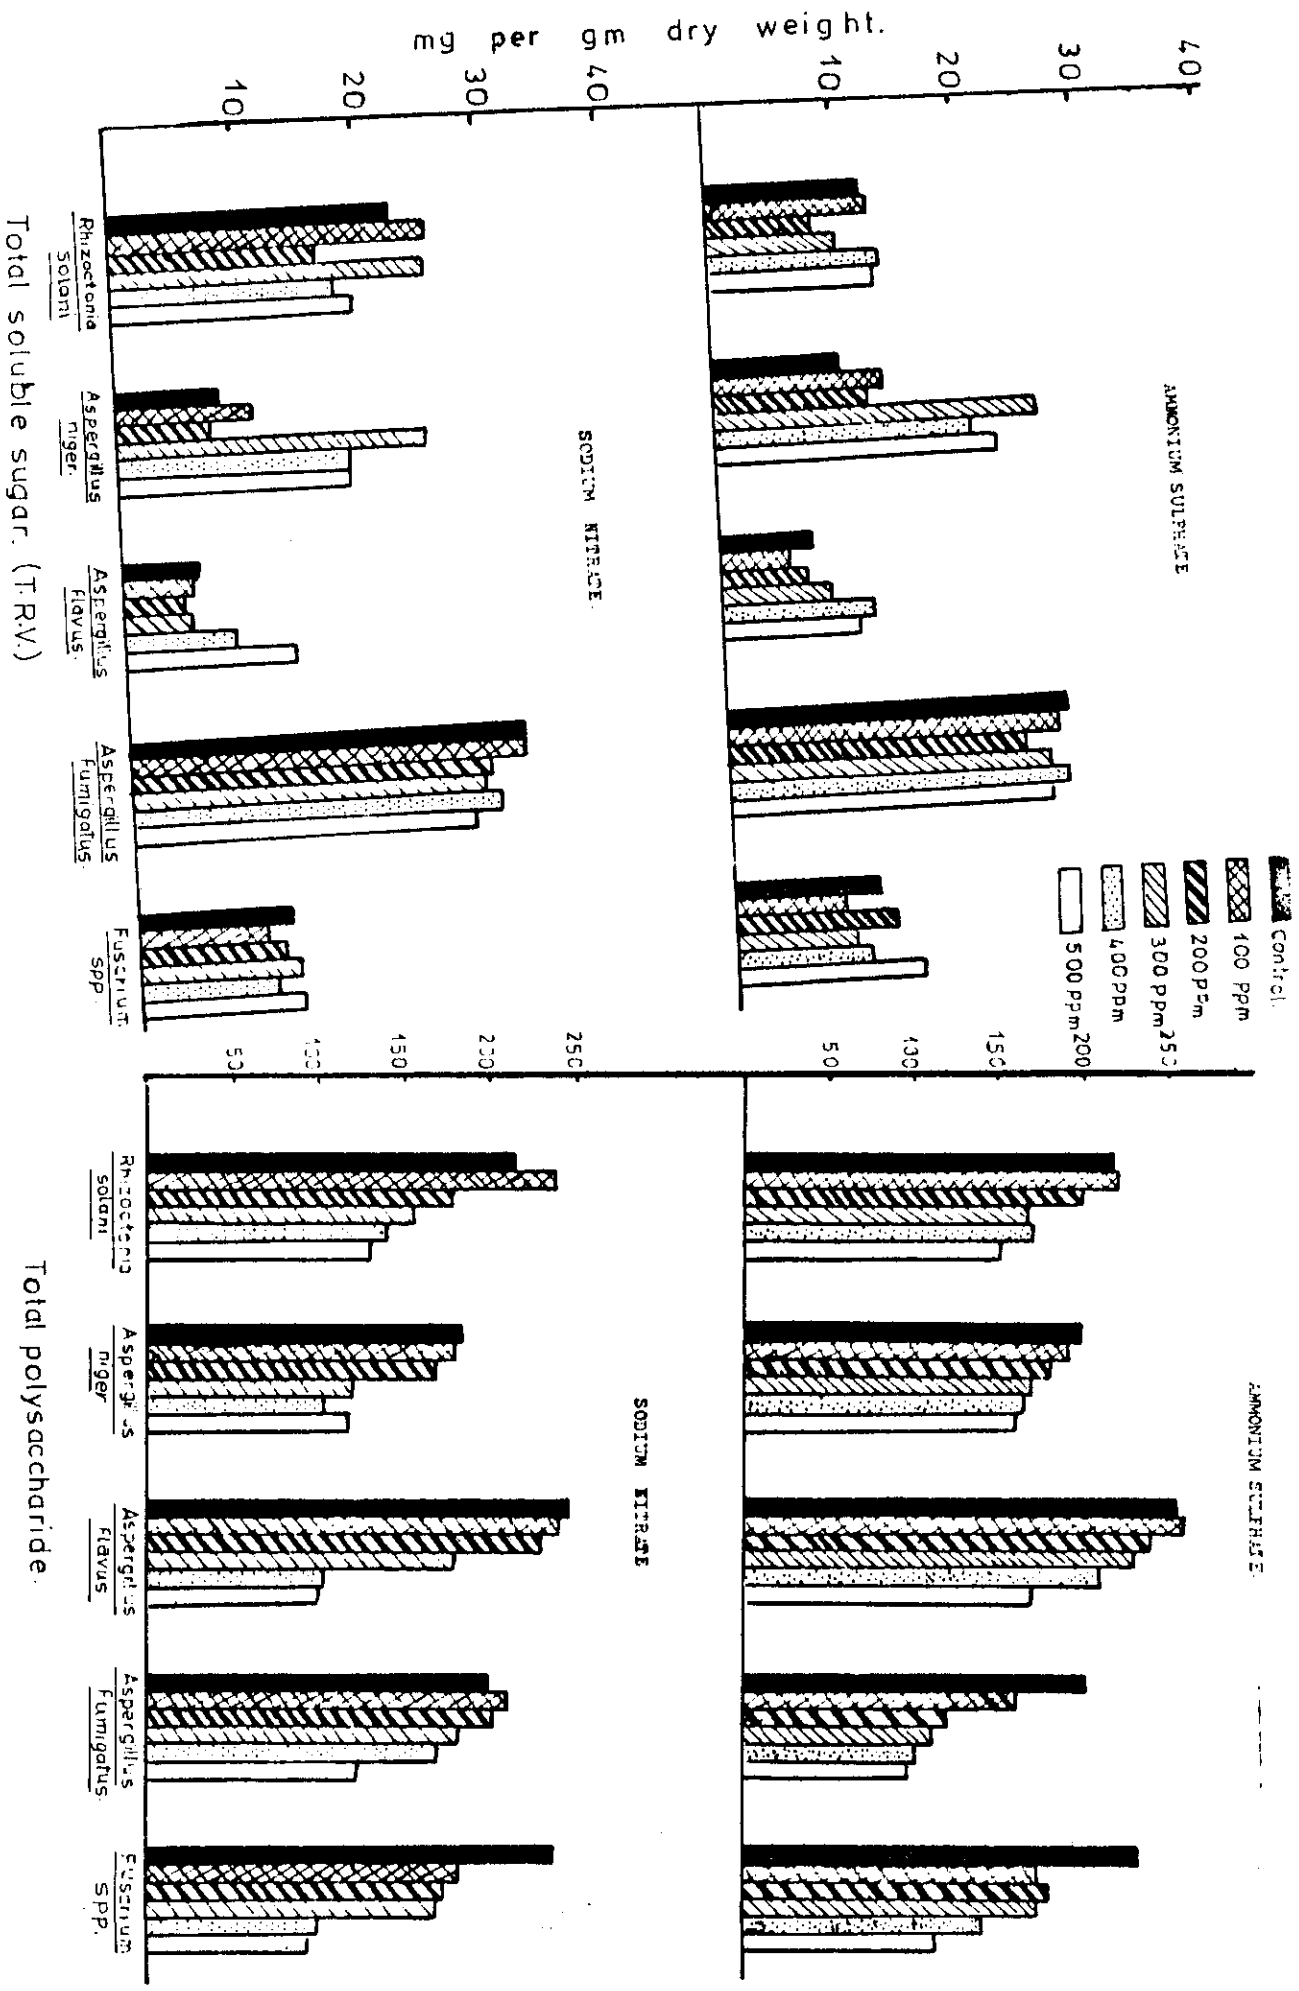 mg per gm dry weight.
40
30
20
10
40
30
20
10
AMMONIUM SULPHATE
SODIUM NITRATE.
Control.
100 ppm
200 ppm
300 ppm
400 ppm
500 ppm
Rhizoctonia
Solani
Aspergillus
niger.
Aspergillus
flavus.
Aspergillus
fumigatus.
Fusarium
spp.
Total soluble sugar. (T.R.V.)
250
200
150
100
50
250
200
150
100
50
AMMONIUM SULPHATE
SODIUM NITRATE
Rhizoctonia
solani
Aspergillus
niger
Aspergillus
flavus
Aspergillus
fumigatus.
Fusarium
spp.
Total polysaccharide.